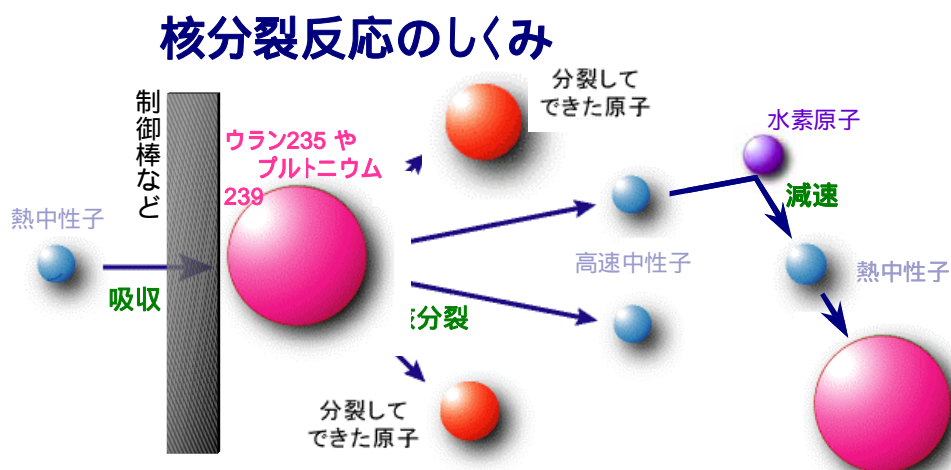 核分裂反応のしくみ
制御棒など
熱中性子
吸収
ウラン235 や
プルトニウム
239
分裂して
できた原子
分裂して
できた原子
分裂
高速中性子
水素原子
減速
熱中性子